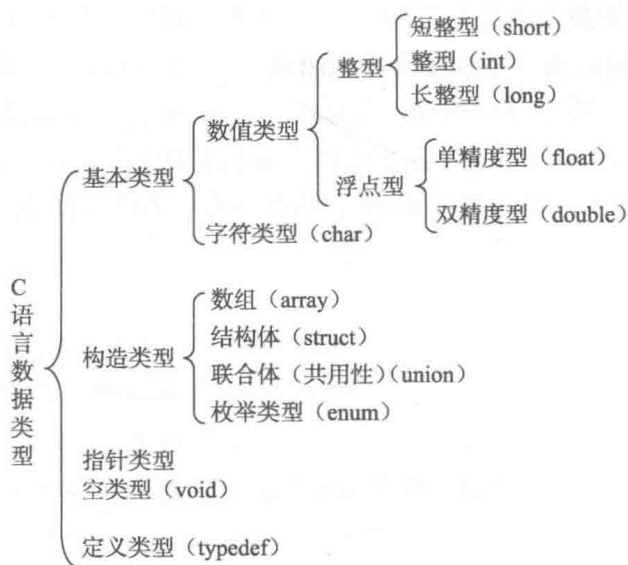 C语言数据类型
基本类型
数值类型
整型
短整型（short）
整型（int）
长整型（long）
浮点型
单精度型（float）
双精度型（double）
字符类型（char）
构造类型
数组（array）
结构体（struct）
联合体（共用性）(union）
枚举类型（enum）
指针类型
空类型（void）
定义类型（typedef）